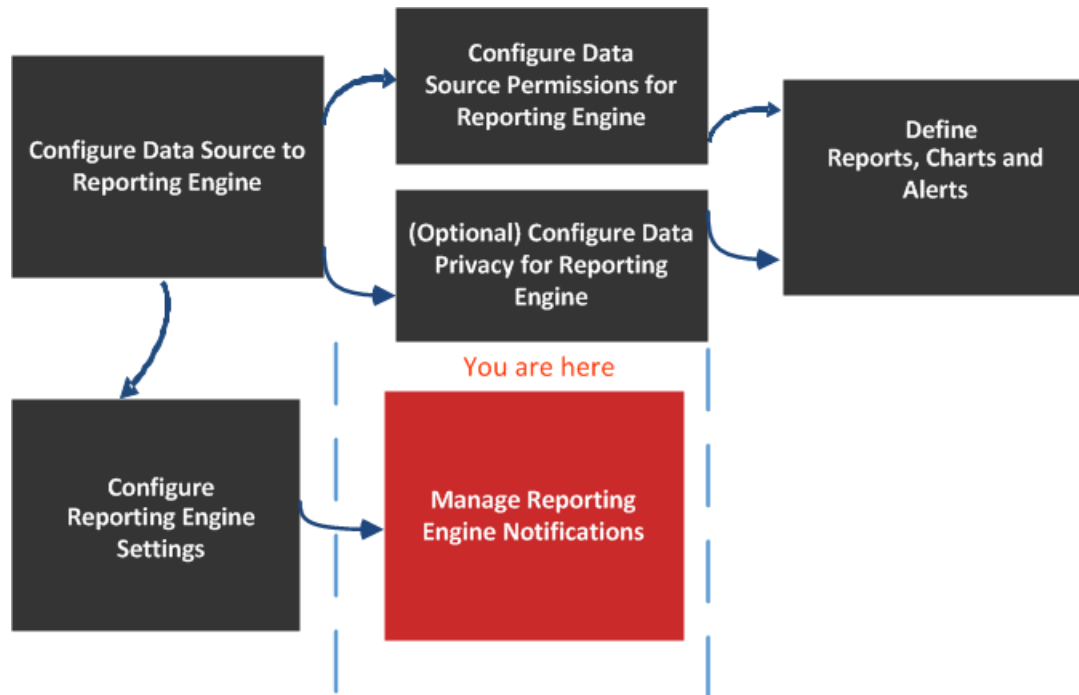 Configure Data Source to
Reporting Engine
Configure Data
Source Permissions for
Reporting Engine
(Optional) Configure Data
Privacy for Reporting
Engine
Define
Reports, Charts and
Alerts
You are here
Configure
Reporting Engine
Settings
Manage Reporting
Engine Notifications